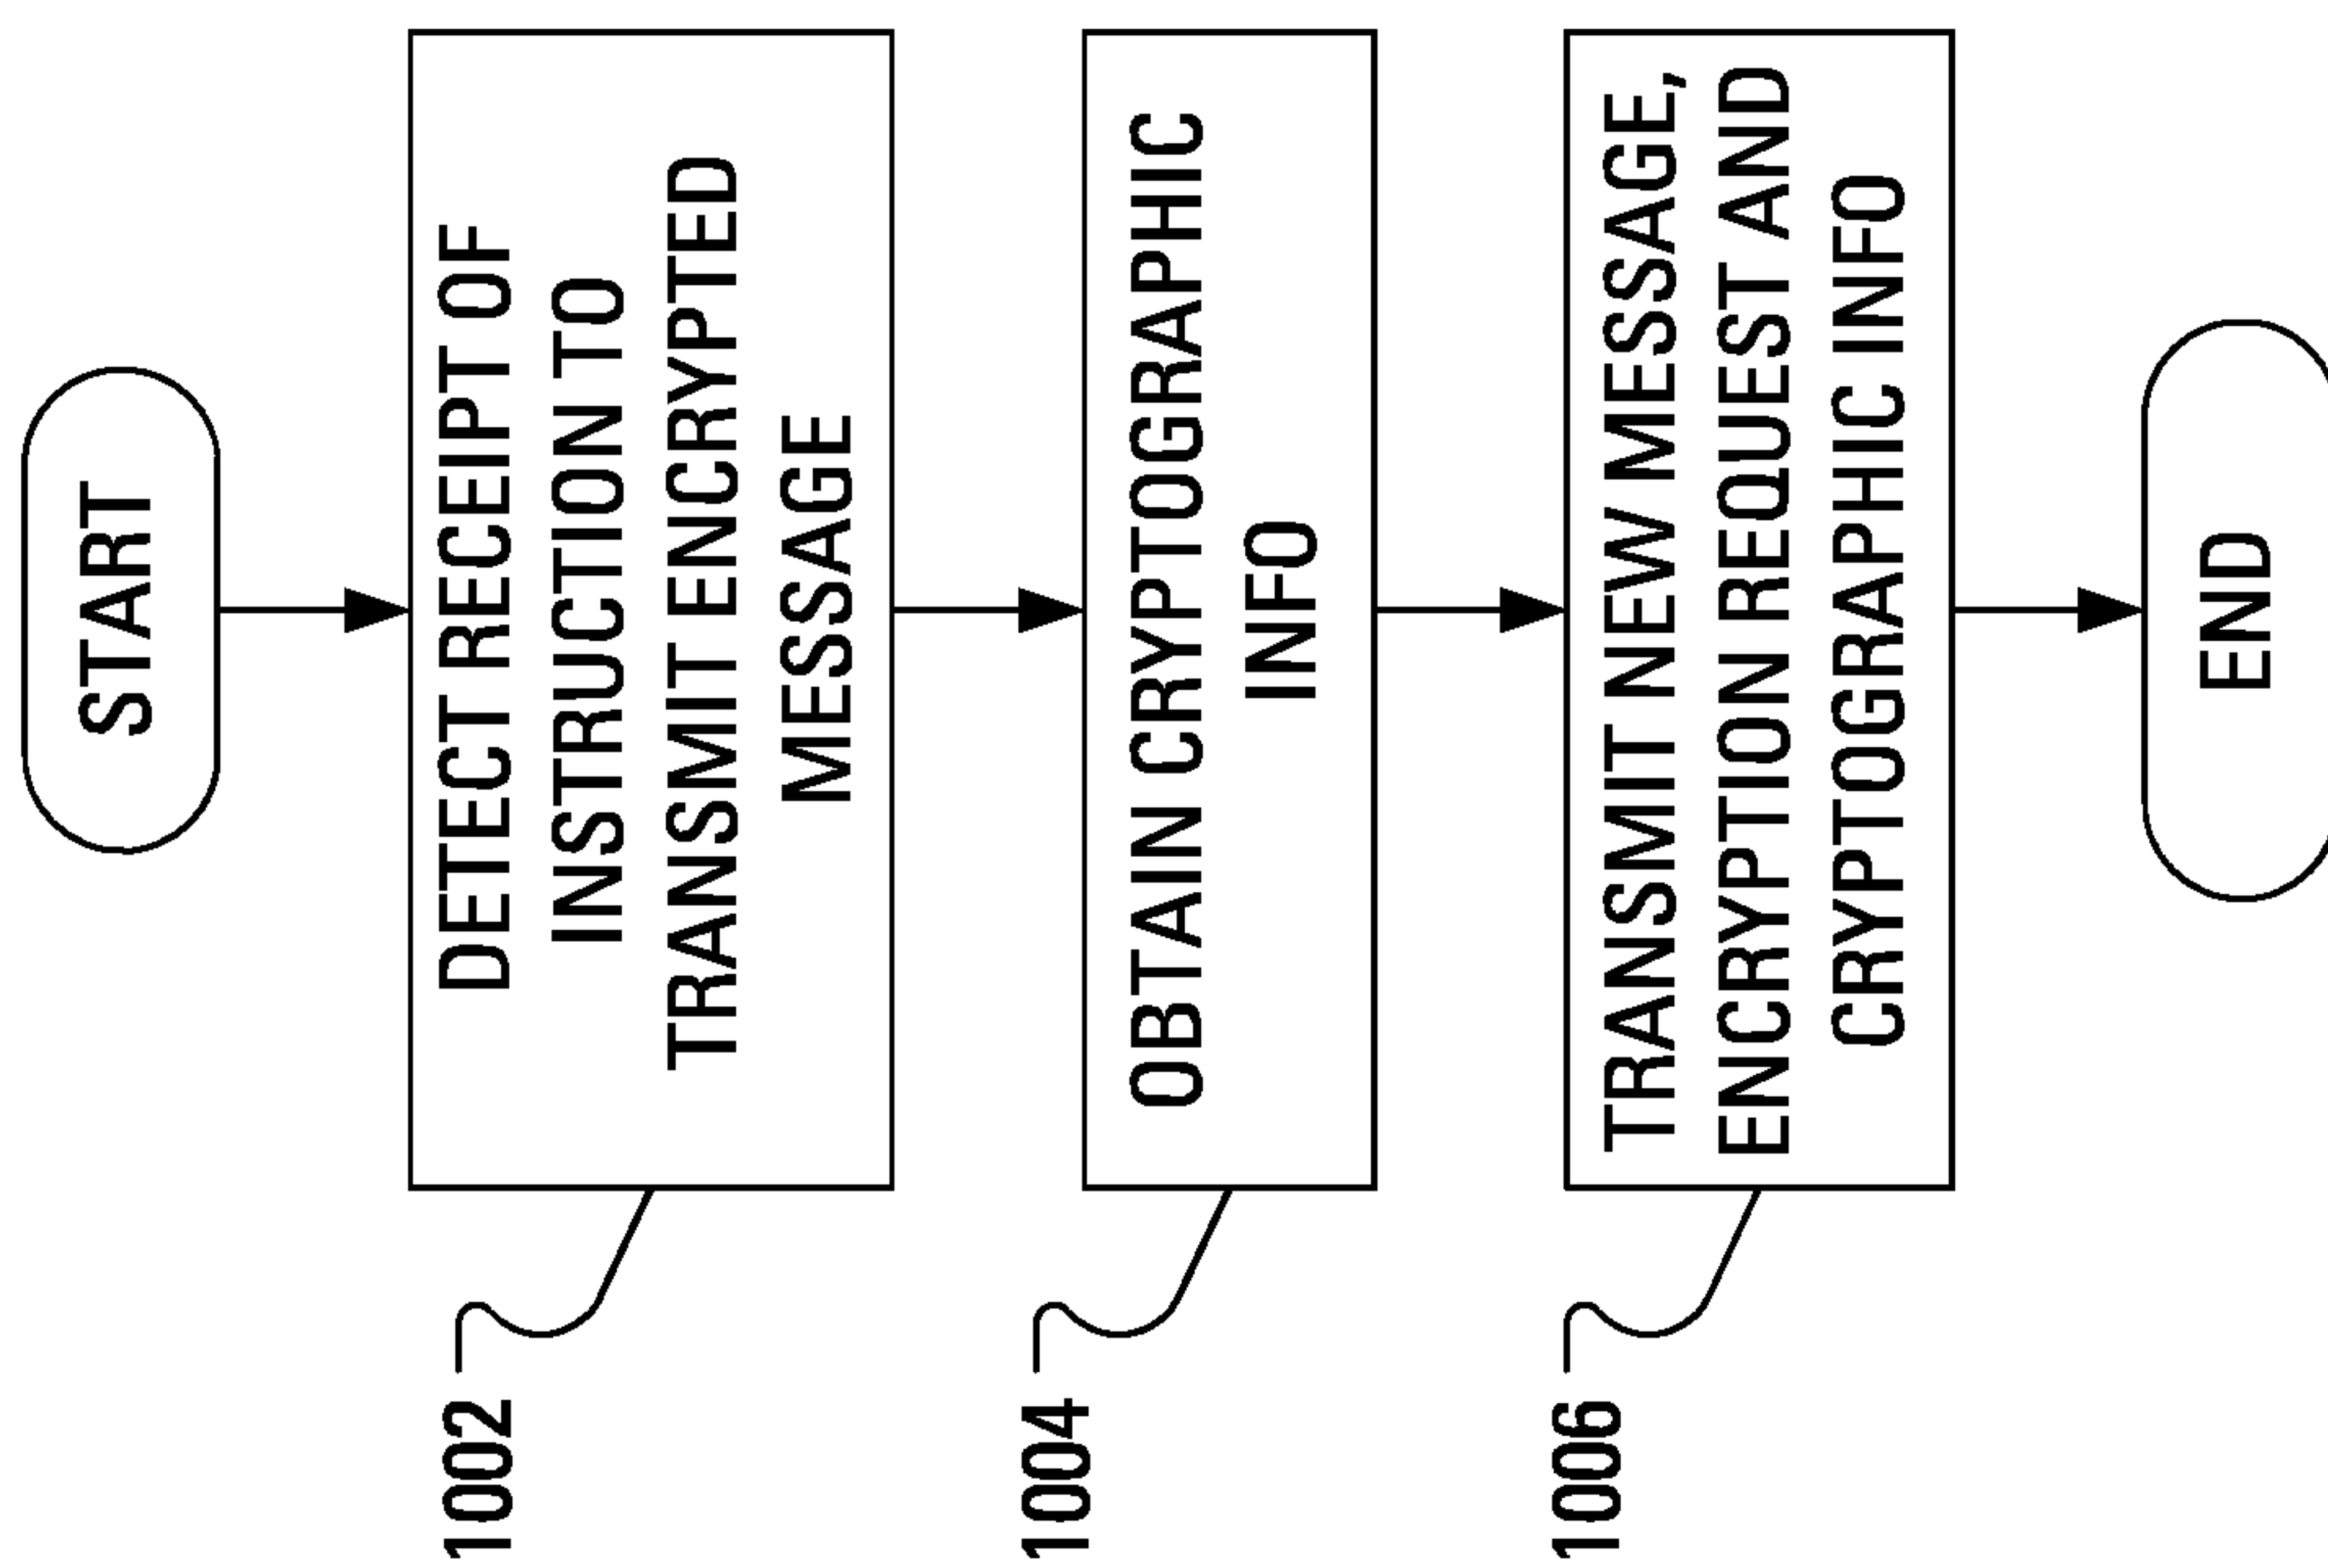 START
DETECT RECEIPT OF
INSTRUCTION TO
TRANSMIT ENCRYPTED
MESSAGE
1002
OBTAIN CRYPTOGRAPHIC
INFO
1004
TRANSMIT NEW MESSAGE,
ENCRYPTION REQUEST AND
CRYPTOGRAPHIC INFO
1006
END